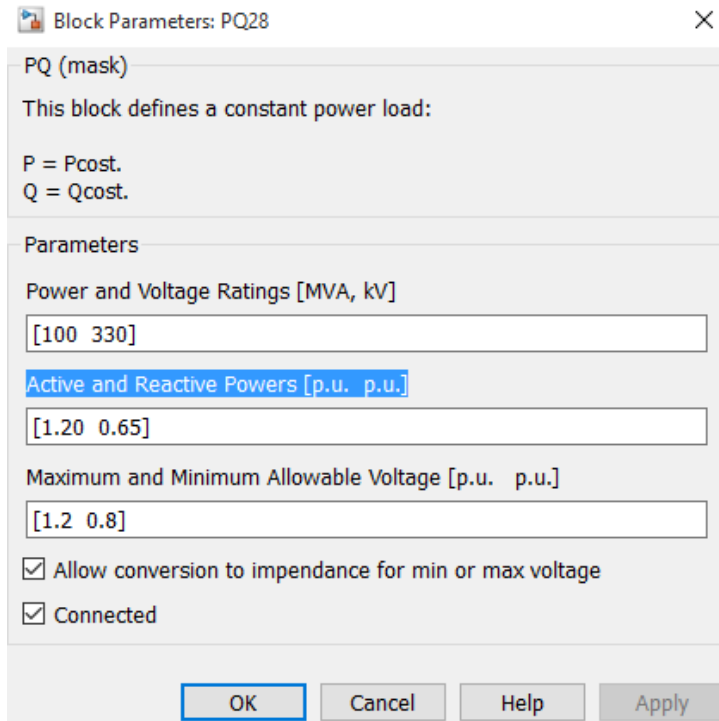 Block Parameters: PQ28
PQ (mask)
This block defines a constant power load:
P = Pcost.
Q = Qcost.
Parameters
Power and Voltage Ratings [MVA, kV]
[100  330]
Active and Reactive Powers [p.u.  p.u.]
[1.20  0.65]
Maximum and Minimum Allowable Voltage [p.u.   p.u.]
[1.2  0.8]
Allow conversion to impendance for min or max voltage
Connected
OK Cancel Help Apply